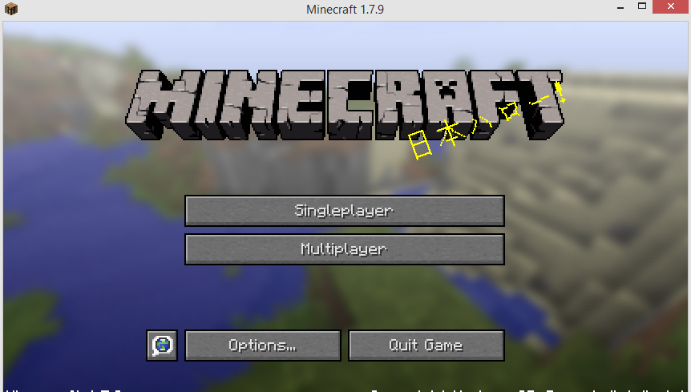 Minecraft 1.7.9
MINECRAFT
日本ハロー!
Singleplayer
Multiplayer
Options...
Quit Game